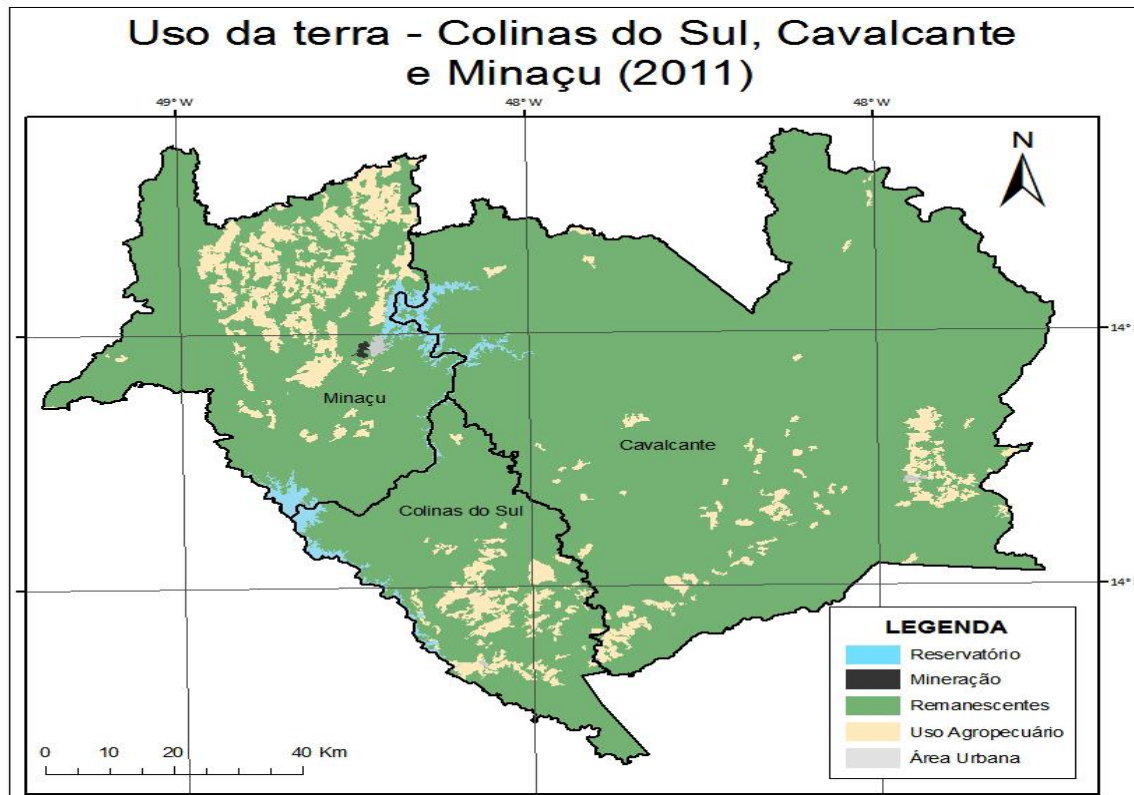 Uso da terra - Colinas do Sul, Cavalcante
e Minaçu (2011)
49° W
48° W
48° W
N
14°
Minaçu
Cavalcante
Colinas do Sul
14°
LEGENDA
Reservatório
Mineração
Remanescentes
Uso Agropecuário
Área Urbana
0 10 20 40 Km